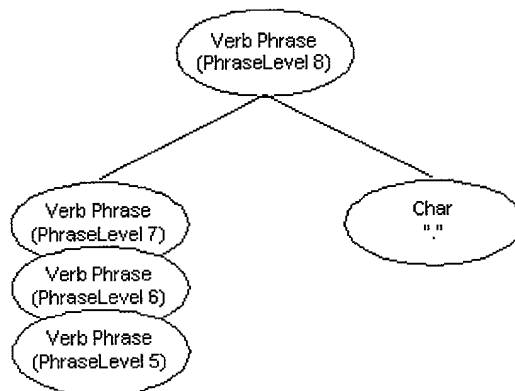 Verb Phrase
(PhraseLevel 8)
Verb Phrase
(PhraseLevel 7)
Char
"."
Verb Phrase
(PhraseLevel 6)
Verb Phrase
(PhraseLevel 5)